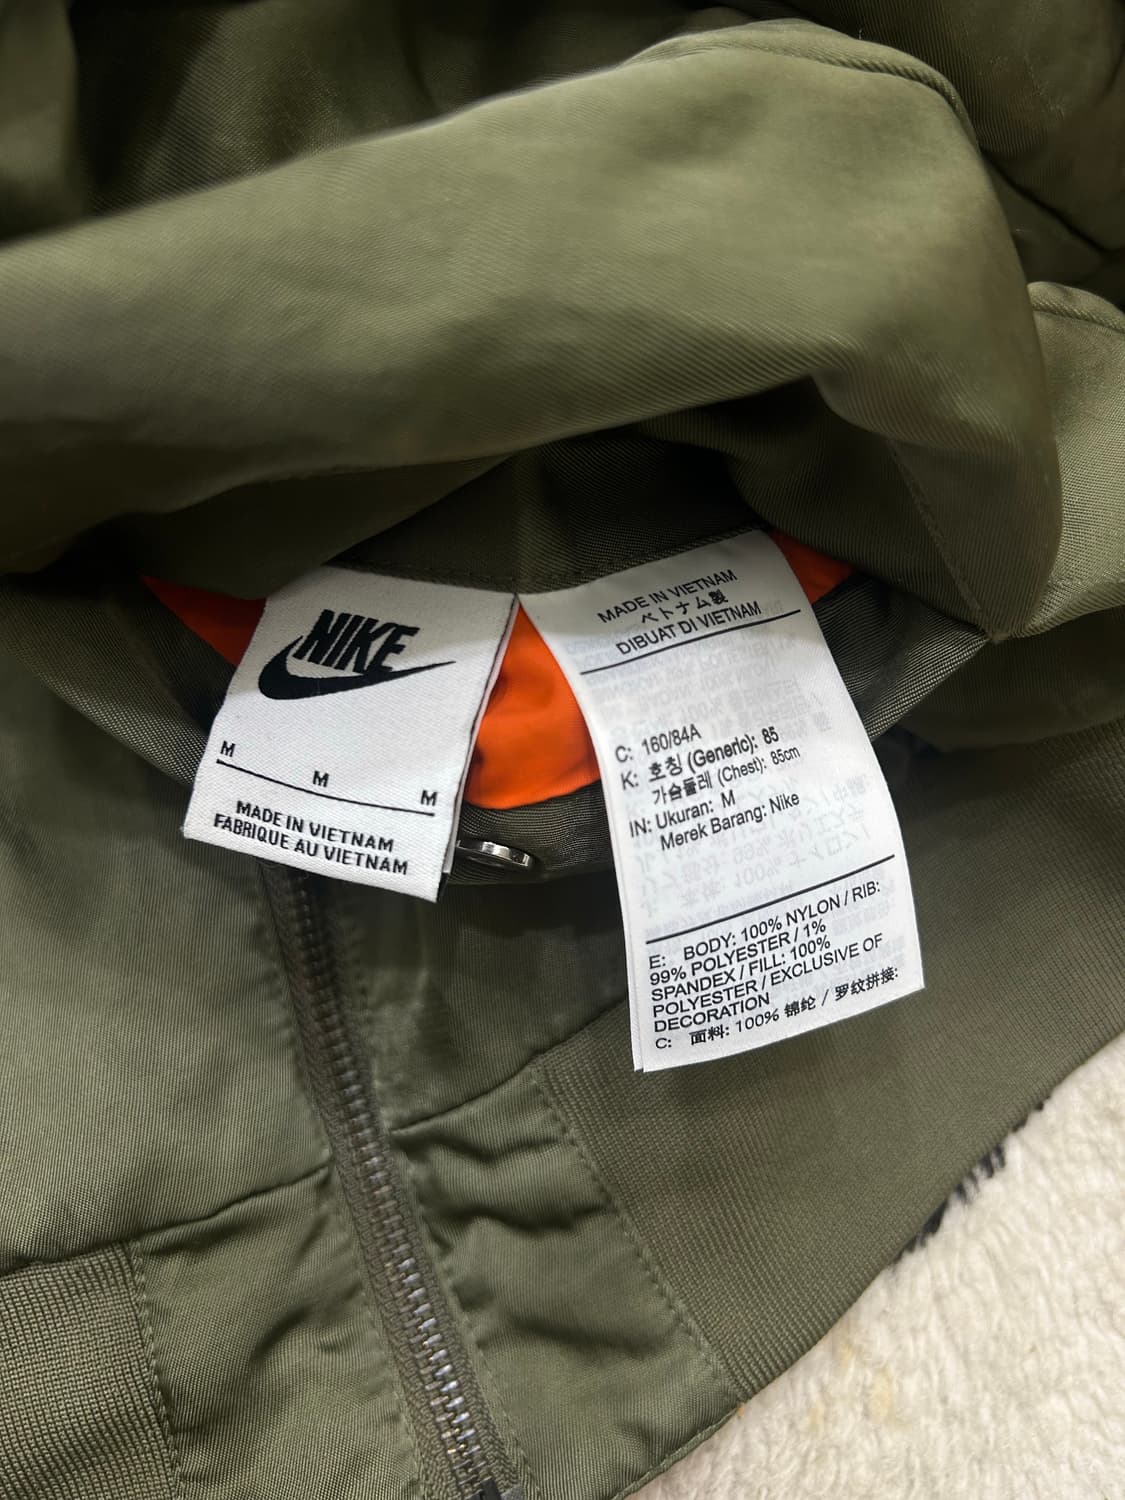 NIKE
M
M
M
MADE IN VIETNAM
FABRIQUE AU VIETNAM
MADE IN VIETNAM
ベトナム製
DIBUAT DI VIETNAM
C: 160/84A
K: 호칭 (Generic): 85
가슴둘레 (Chest): 85cm
IN: Ukuran: M
Merek Barang: Nike
E: BODY: 100% NYLON / RIB:
99% POLYESTER / 1%
SPANDEX / FILL: 100%
POLYESTER / EXCLUSIVE OF
DECORATION
C: 面料: 100% 锦纶 / 罗纹拼接: